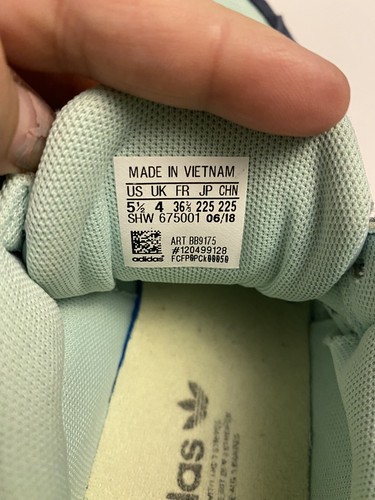 MADE IN VIETNAM
US UK FR JP CHN
5½ 4 36⅔ 225 225
SHW 675001 06/18
ART BB9175
#120499128
adidas FCFP0PCk00050
das